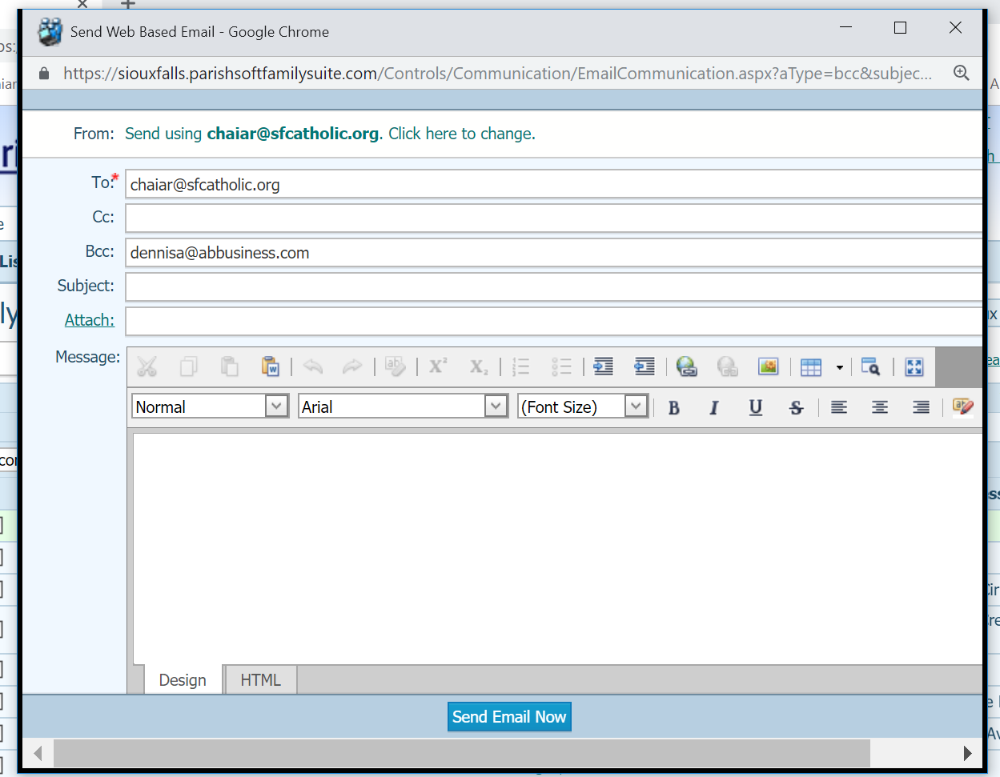 Send Web Based Email - Google Chrome
https://siouxfalls.parishsoftfamilysuite.com/Controls/Communication/EmailCommunication.aspx?aType=bcc&subjec...
From: Send using chaiar@sfcatholic.org. Click here to change.
To:* chaiar@sfcatholic.org
Cc:
Bcc: dennisa@abbusiness.com
Subject:
Attach:
Message:
Normal Arial (Font Size) B I U S
Design HTML
Send Email Now